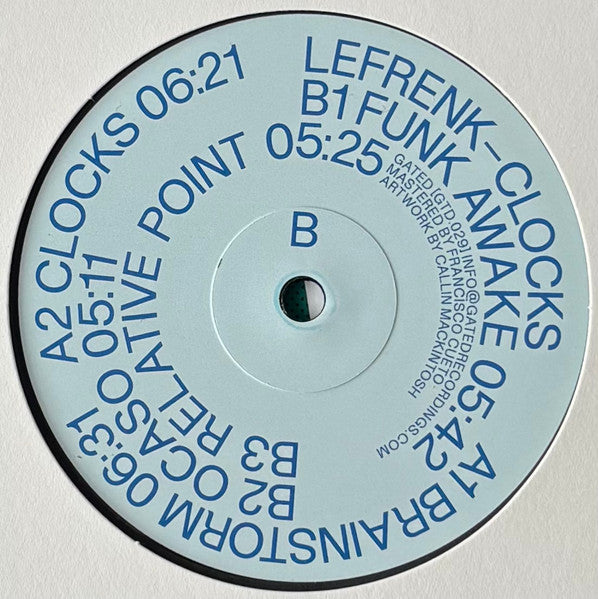 LEFRENK–CLOCKS
A1 BRAINSTORM 06:31
A2 CLOCKS 06:21
B1 FUNK AWAKE 05:42
B2 OCASO 05:11
B3 RELATIVE POINT 05:25
GATED [GTD.029] INFO@GATEDRECORDINGS.COM
MASTERED BY FRANCISCO CUETO
ARTWORK BY CALLIN MACKINTOSH
B